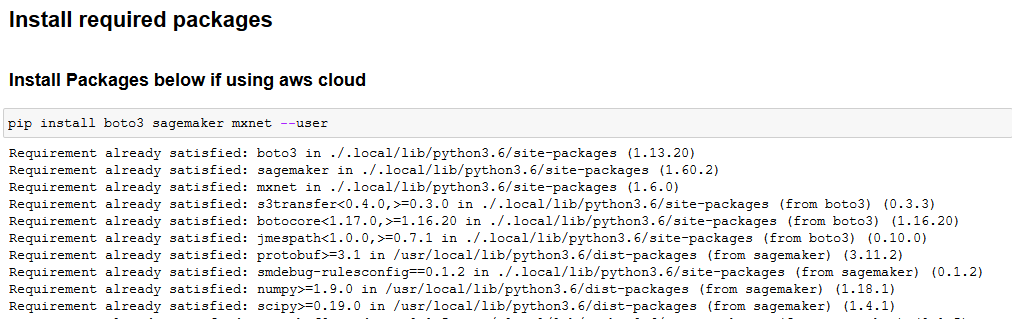 Install required packages
Install Packages below if using aws cloud
pip install boto3 sagemaker mxnet --user
Requirement already satisfied: boto3 in ./.local/lib/python3.6/site-packages (1.13.20)
Requirement already satisfied: sagemaker in ./.local/lib/python3.6/site-packages (1.60.2)
Requirement already satisfied: mxnet in ./.local/lib/python3.6/site-packages (1.6.0)
Requirement already satisfied: s3transfer<0.4.0,>=0.3.0 in ./.local/lib/python3.6/site-packages (from boto3) (0.3.3)
Requirement already satisfied: botocore<1.17.0,>=1.16.20 in ./.local/lib/python3.6/site-packages (from boto3) (1.16.20)
Requirement already satisfied: jmespath<1.0.0,>=0.7.1 in ./.local/lib/python3.6/site-packages (from boto3) (0.10.0)
Requirement already satisfied: protobuf>=3.1 in /usr/local/lib/python3.6/dist-packages (from sagemaker) (3.11.2)
Requirement already satisfied: smdebug-rulesconfig==0.1.2 in ./.local/lib/python3.6/site-packages (from sagemaker) (0.1.2)
Requirement already satisfied: numpy>=1.9.0 in /usr/local/lib/python3.6/dist-packages (from sagemaker) (1.18.1)
Requirement already satisfied: scipy>=0.19.0 in /usr/local/lib/python3.6/dist-packages (from sagemaker) (1.4.1)